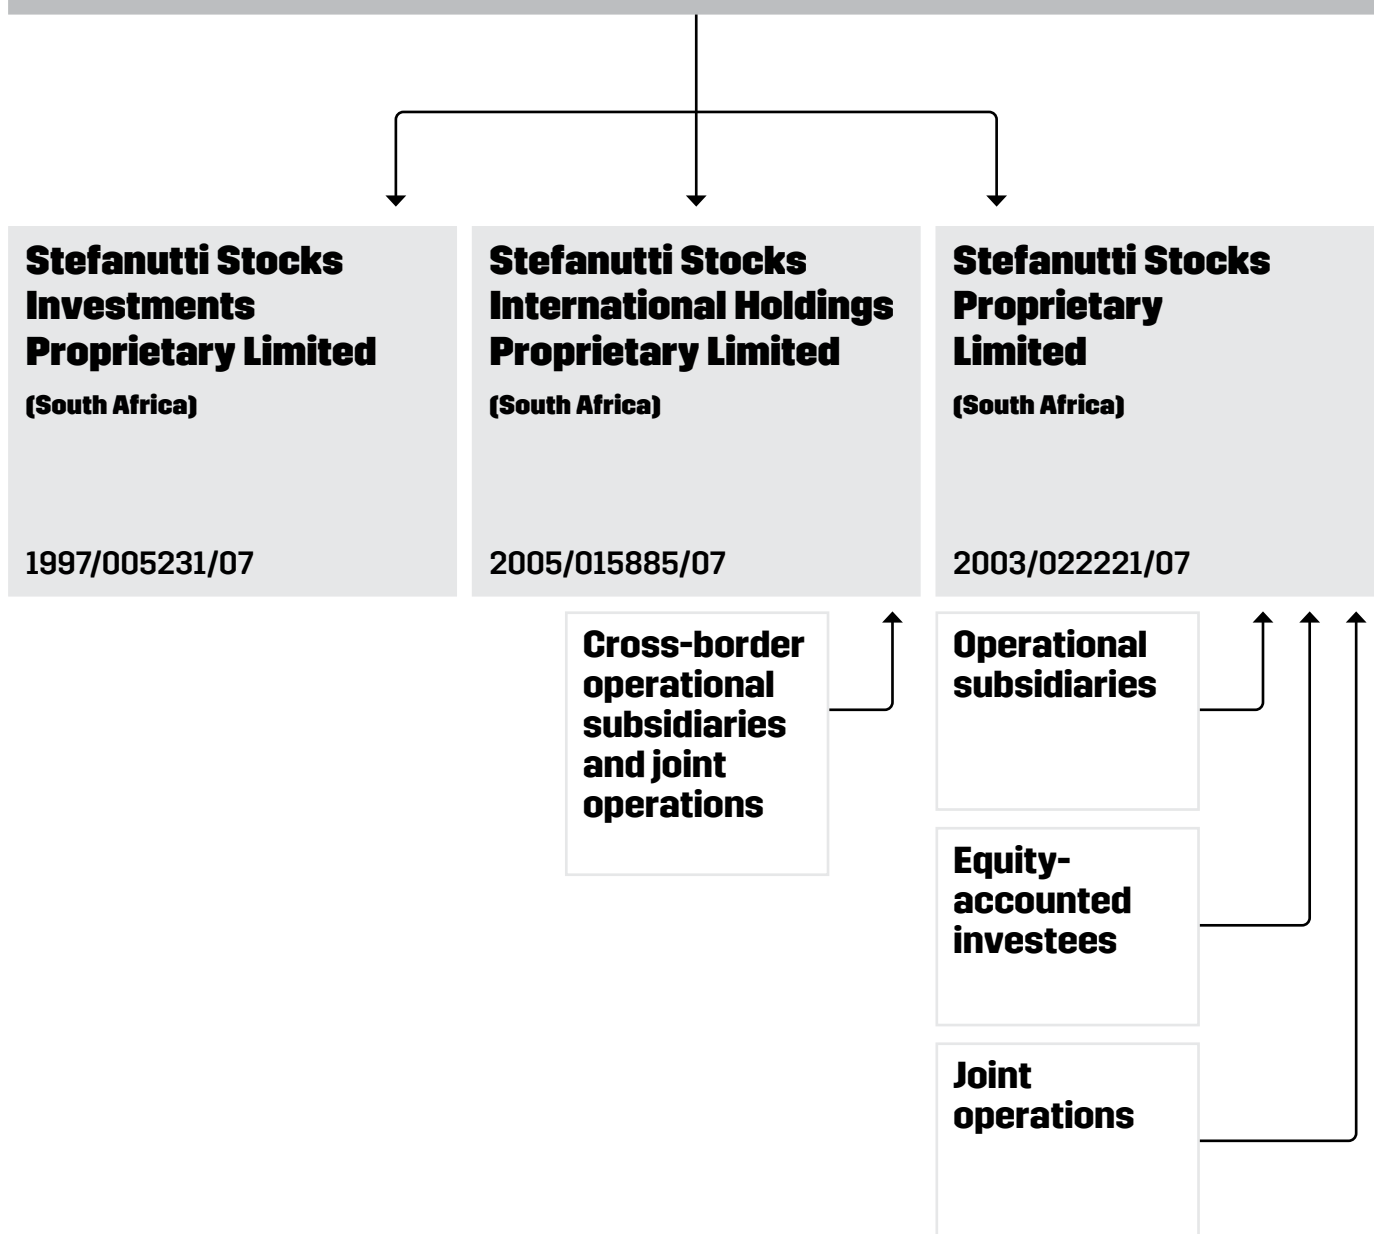 Stefanutti Stocks
Investments
Proprietary Limited
(South Africa)
1997/005231/07
Stefanutti Stocks
International Holdings
Proprietary Limited
(South Africa)
2005/015885/07
Stefanutti Stocks
Proprietary
Limited
(South Africa)
2003/022221/07
Cross-border
operational
subsidiaries
and joint
operations
Operational
subsidiaries
Equity-
accounted
investees
Joint
operations